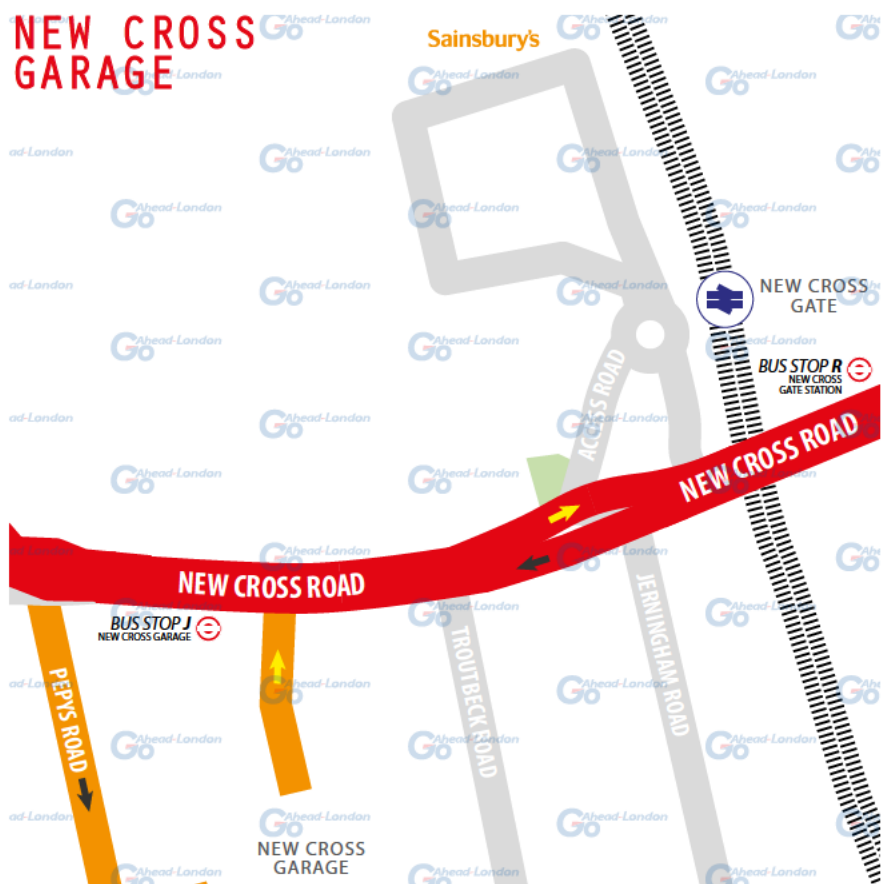 NEW CROSS
GARAGE
Sainsbury's
NEW CROSS
GATE
BUS STOP R
NEW CROSS
GATE STATION
ACCESS ROAD
NEW CROSS ROAD
NEW CROSS ROAD
BUS STOP J
NEW CROSS GARAGE
PEPYS ROAD
TROUTBECK ROAD
JERNINGHAM ROAD
NEW CROSS
GARAGE
Go Ahead-London